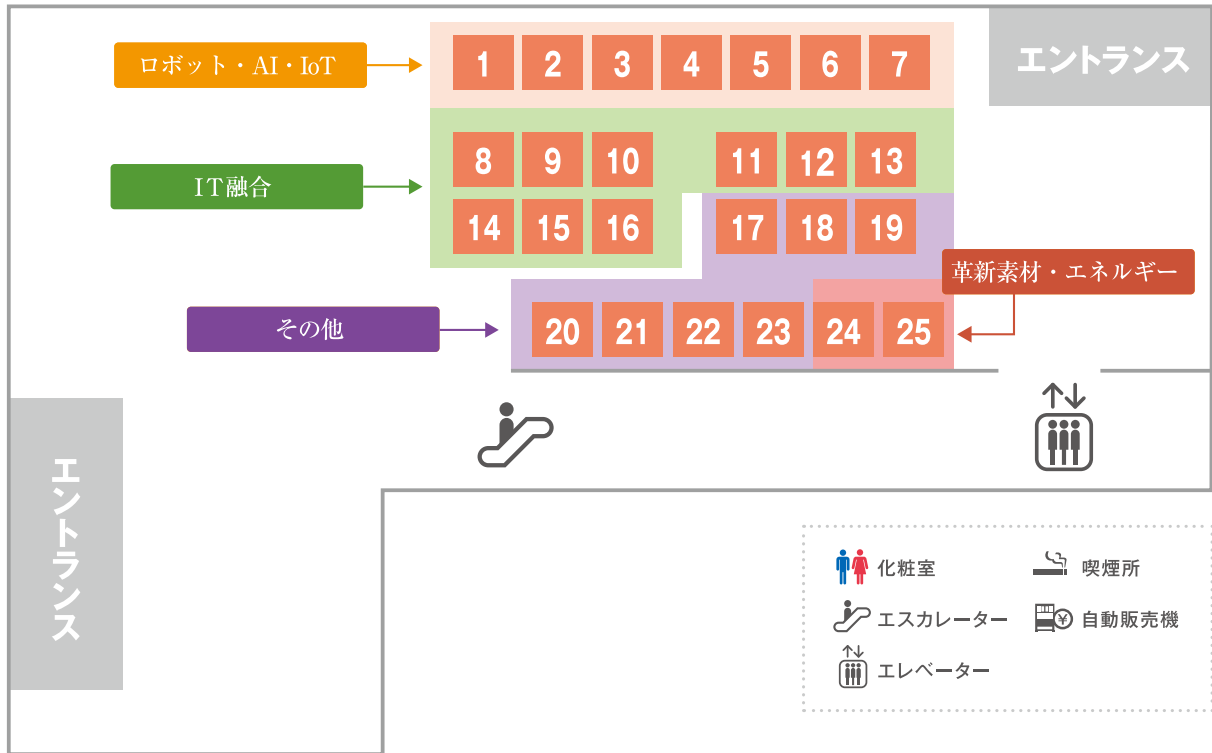 ロボット・AI・IoT
1 2 3 4 5 6 7
エントランス
IT融合
8 9 10 11 12 13
14 15 16 17 18 19
革新素材・エネルギー
その他
20 21 22 23 24 25
エントランス
化粧室
喫煙所
エスカレーター
¥
自動販売機
エレベーター